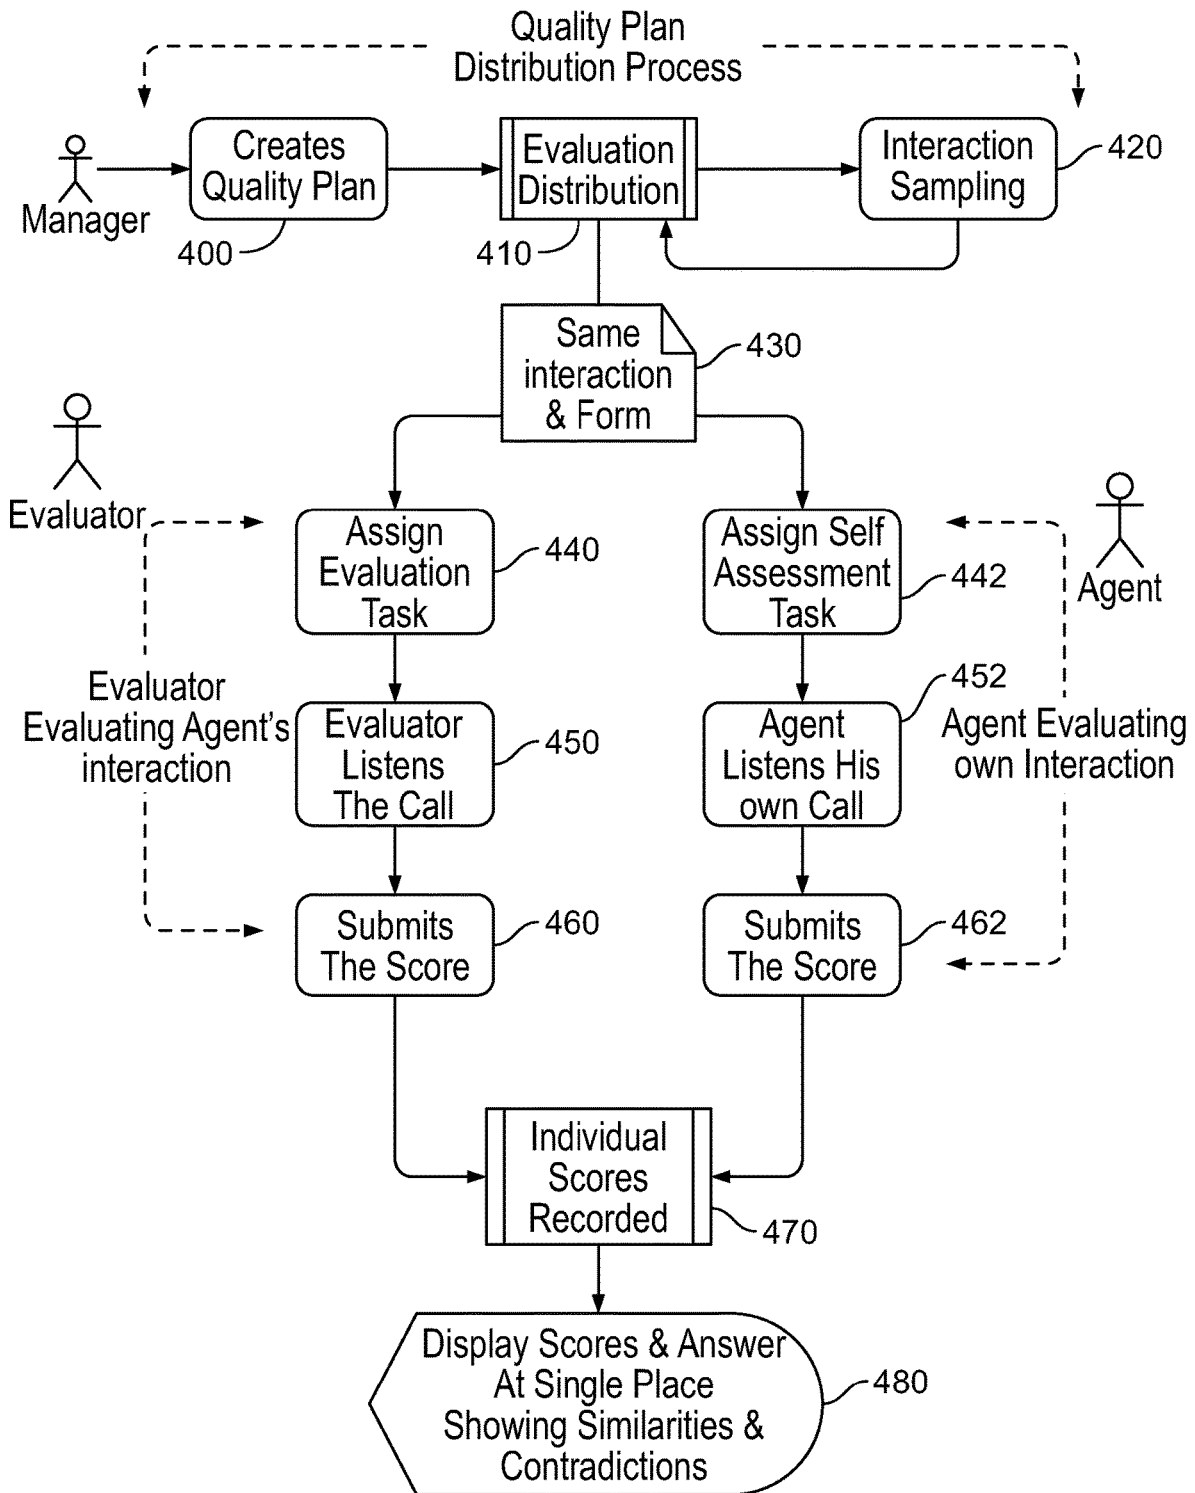 Quality Plan
Distribution Process
Manager
Creates
Quality Plan
400
Evaluation
Distribution
410
Interaction
Sampling
420
Same
interaction
& Form
430
Evaluator
Agent
Assign
Evaluation
Task
440
Assign Self
Assessment
Task
442
Evaluator
Evaluating Agent's
interaction
Evaluator
Listens
The Call
450
Agent
Listens His
own Call
452
Agent Evaluating
own Interaction
Submits
The Score
460
Submits
The Score
462
Individual
Scores
Recorded
470
Display Scores & Answer
At Single Place
Showing Similarities &
Contradictions
480